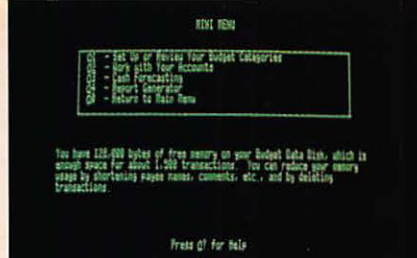 MINI MENU
- Set Up or Review Your Budget Categories
- Work with Your Accounts
- Cash Forecasting
- Report Generator
- Return to Main Menu
You have 128,000 bytes of free memory on your Budget Data Disk, which is
enough space for about 1,500 transactions. You can reduce your memory
usage by shortening payee names, comments, etc., and by deleting
transactions.
Press for Help